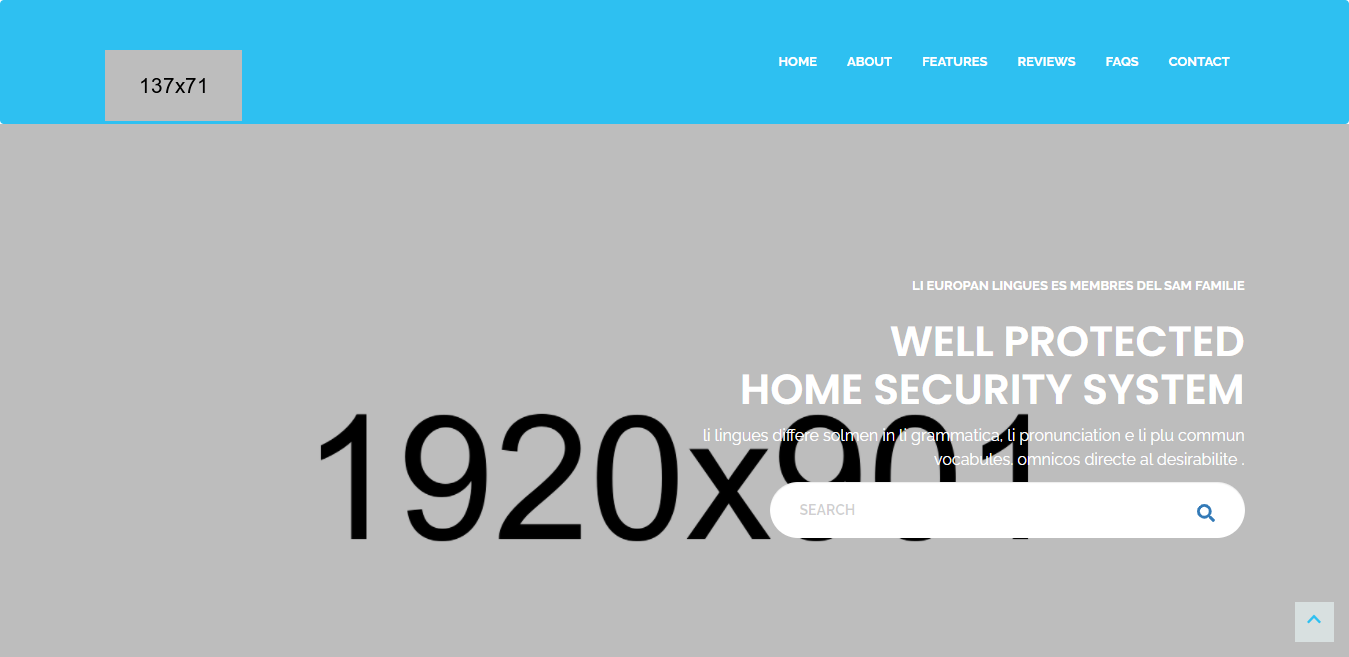 137x71
HOME ABOUT FEATURES REVIEWS FAQS CONTACT
LI EUROPAN LINGUES ES MEMBRES DEL SAM FAMILIE
WELL PROTECTED
HOME SECURITY SYSTEM
1920x901
li lingues differe solmen in li grammatica, li pronunciation e li plu commun
vocabules. omnicos directe al desirabilite .
SEARCH